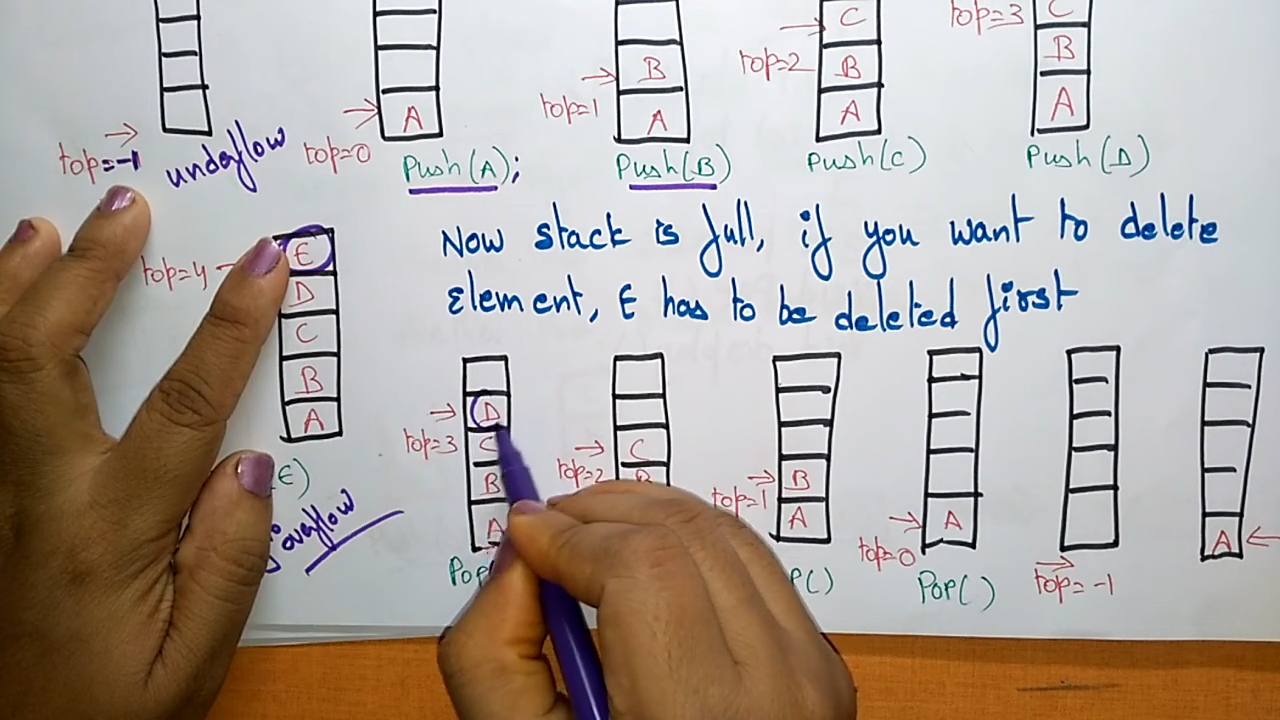 C
top=3 C
B
top=2 B
B
top=1
A
A
A
A
top=-1 underflow
top=0
Push(A);
Push(B)
Push(C)
Push(D)
Now stack is full, if you want to delete
Element, E has to be deleted first
E
top=4
D
C
B
A
E)
overflow
D
top=3
C
B
A
Pop
C
top=2
B
top=1 B
A
P()
A
top=0
Pop()
top=-1
A